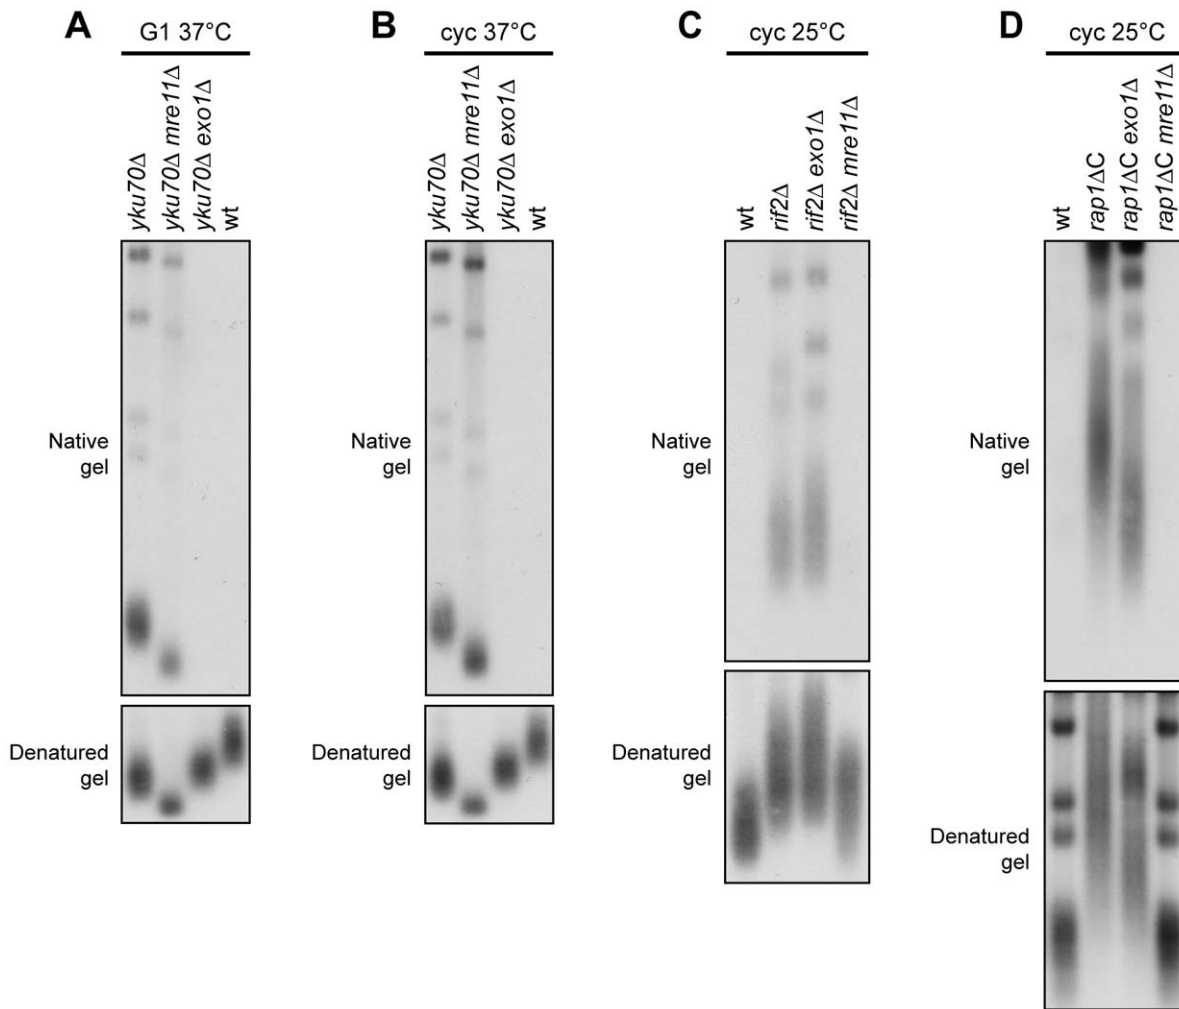 A
G1 37°C
yku70Δ
yku70Δ mre11Δ
yku70Δ exo1Δ
wt
Native
gel
Denatured
gel
B
cyc 37°C
yku70Δ
yku70Δ mre11Δ
yku70Δ exo1Δ
wt
Native
gel
Denatured
gel
C
cyc 25°C
wt
rif2Δ
rif2Δ exo1Δ
rif2Δ mre11Δ
Native
gel
Denatured
gel
D
cyc 25°C
wt
rap1ΔC
rap1ΔC exo1Δ
rap1ΔC mre11Δ
Native
gel
Denatured
gel